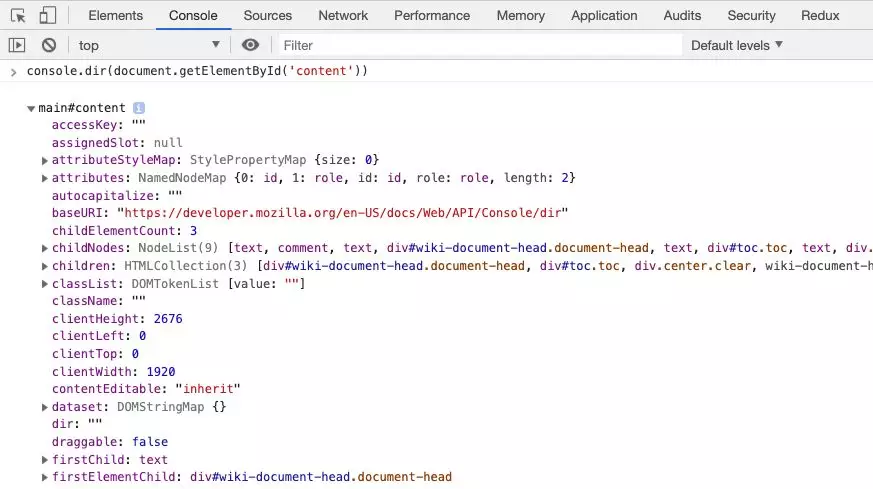 Elements Console Sources Network Performance Memory Application Audits Security Redux
top Filter Default levels
console.dir(document.getElementById('content'))
main#content i
accessKey: ""
assignedSlot: null
attributeStyleMap: StylePropertyMap {size: 0}
attributes: NamedNodeMap {0: id, 1: role, id: id, role: role, length: 2}
autocapitalize: ""
baseURI: "https://developer.mozilla.org/en-US/docs/Web/API/Console/dir"
childElementCount: 3
childNodes: NodeList(9) [text, comment, text, div#wiki-document-head.document-head, text, div#toc.toc, text, div.
children: HTMLCollection(3) [div#wiki-document-head.document-head, div#toc.toc, div.center.clear, wiki-document-h
classList: DOMTokenList [value: ""]
className: ""
clientHeight: 2676
clientLeft: 0
clientTop: 0
clientWidth: 1920
contentEditable: "inherit"
dataset: DOMStringMap {}
dir: ""
draggable: false
firstChild: text
firstElementChild: div#wiki-document-head.document-head